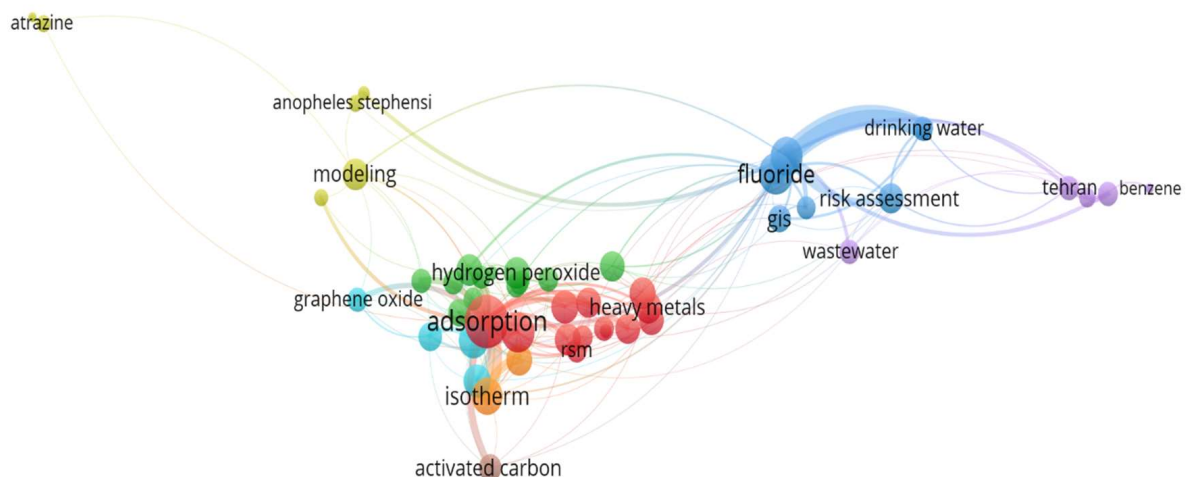 atrazine
anopheles stephensi
drinking water
modeling
fluoride
tehran
benzene
risk assessment
gis
wastewater
hydrogen peroxide
graphene oxide
heavy metals
adsorption
rsm
isotherm
activated carbon